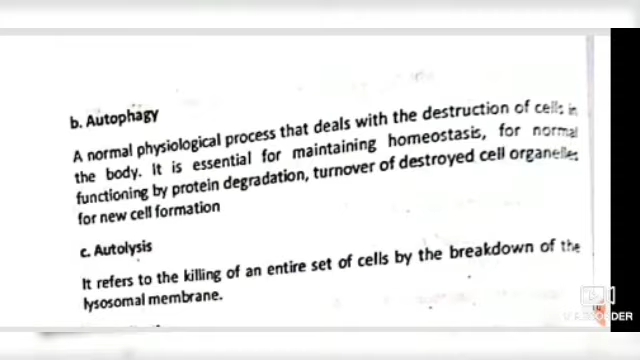 b. Autophagy
A normal physiological process that deals with the destruction of cells in
the body. It is essential for maintaining homeostasis, for normal
functioning by protein degradation, turnover of destroyed cell organelles
for new cell formation
c. Autolysis
It refers to the killing of an entire set of cells by the breakdown of the
lysosomal membrane.